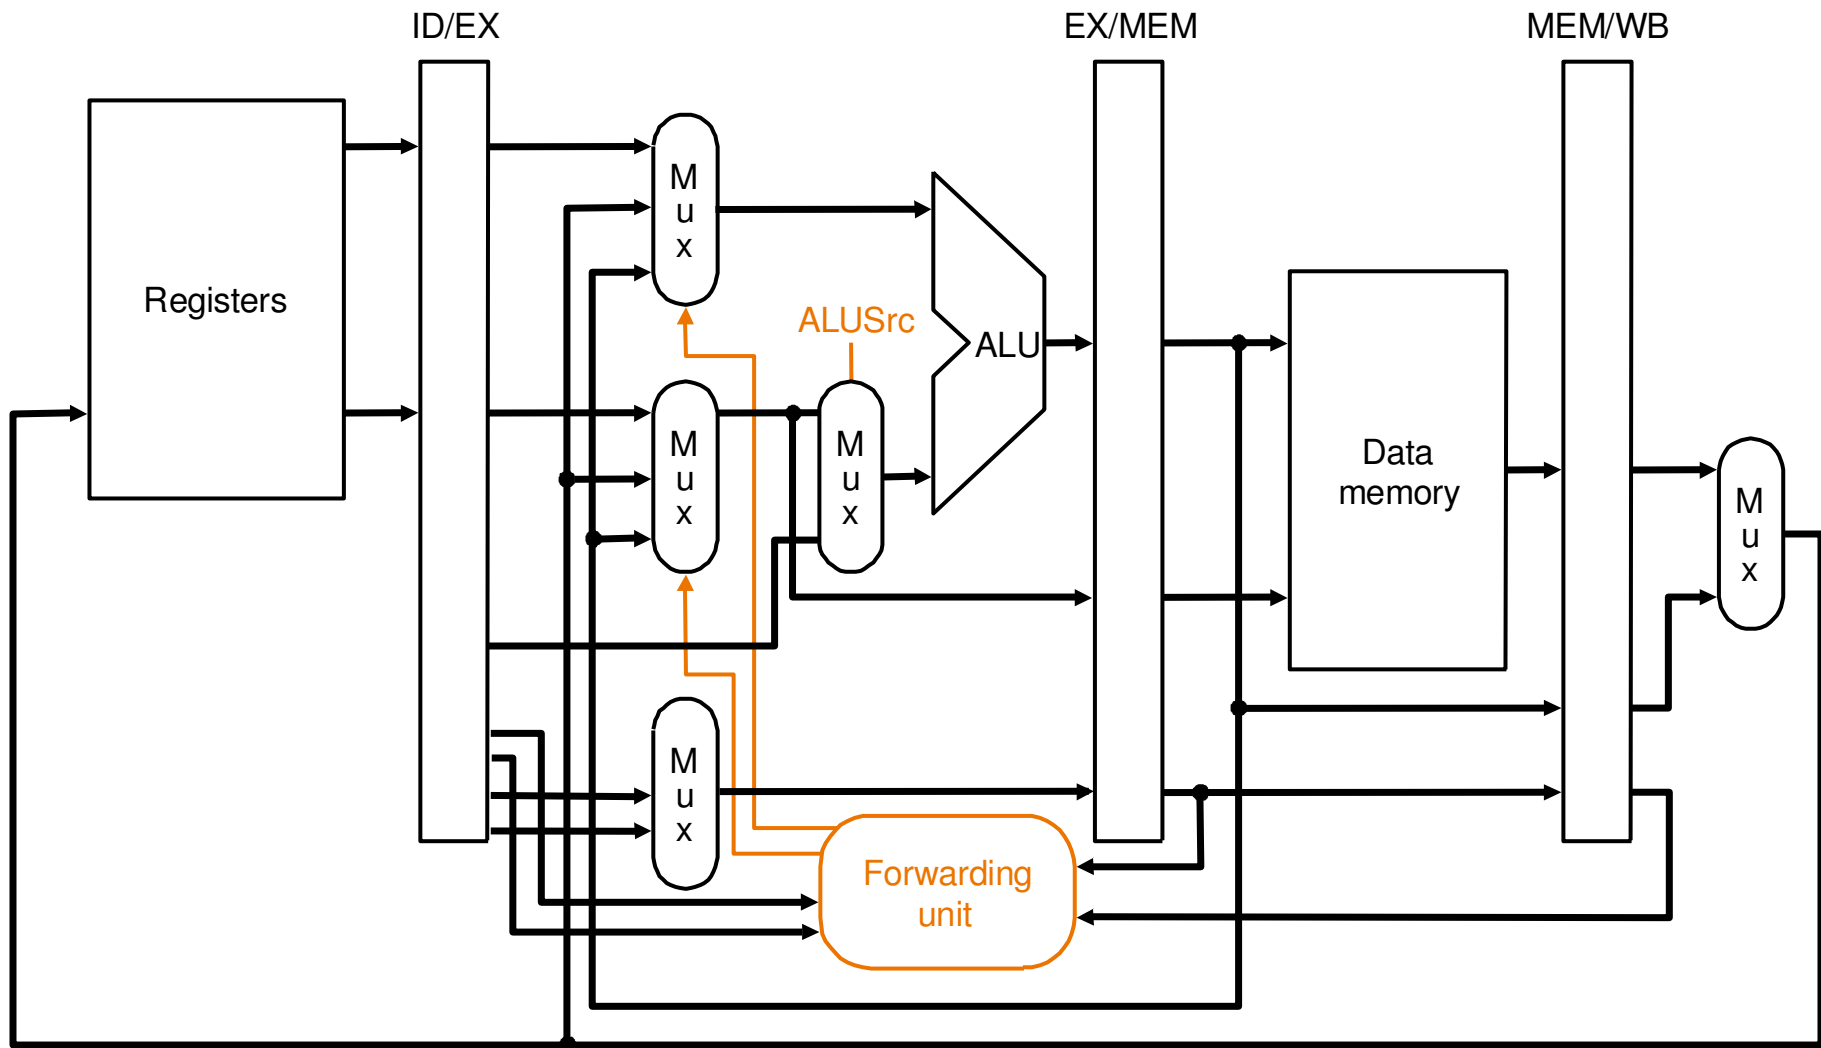 ID/EX
EX/MEM
MEM/WB
Registers
M
u
x
ALUSrc
ALU
M
u
x
M
u
x
Data
memory
M
u
x
M
u
x
Forwarding
unit